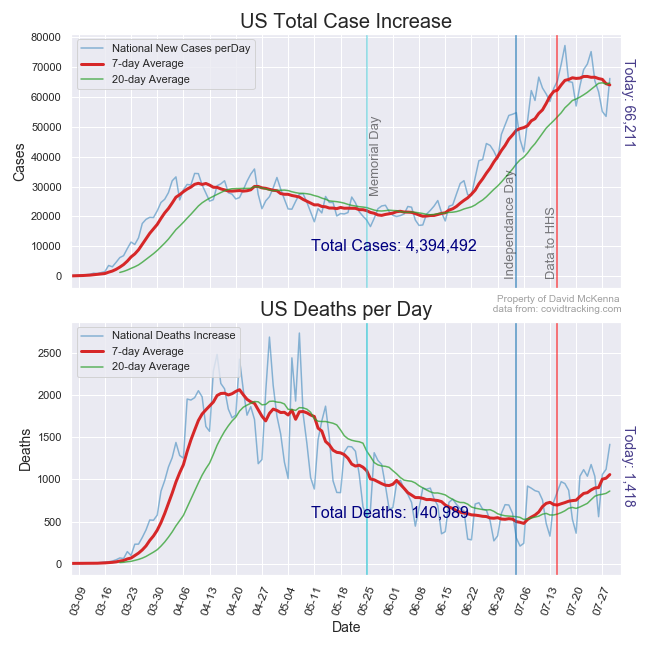 US Total Case Increase
80000
70000
60000
50000
40000
30000
20000
10000
0
Cases
National New Cases perDay
7-day Average
20-day Average
Memorial Day
Independence Day
Data to HHS
Today: 66,211
Total Cases: 4,394,492
Property of David McKenna
data from: covidtracking.com
US Deaths per Day
2500
2000
1500
1000
500
0
Deaths
National Deaths Increase
7-day Average
20-day Average
Today: 1,418
Total Deaths: 140,989
03-09
03-16
03-23
03-30
04-06
04-13
04-20
04-27
05-04
05-11
05-18
05-25
06-01
06-08
06-15
06-22
06-29
07-06
07-13
07-20
07-27
Date